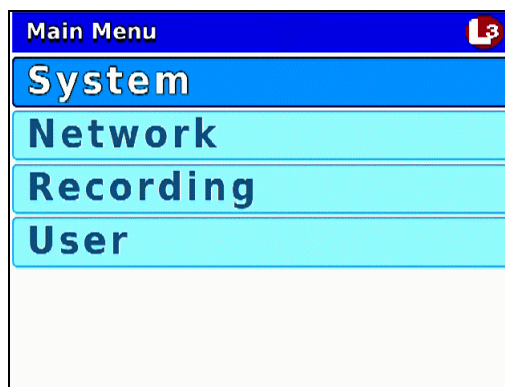 Main Menu
L3
System
Network
Recording
User